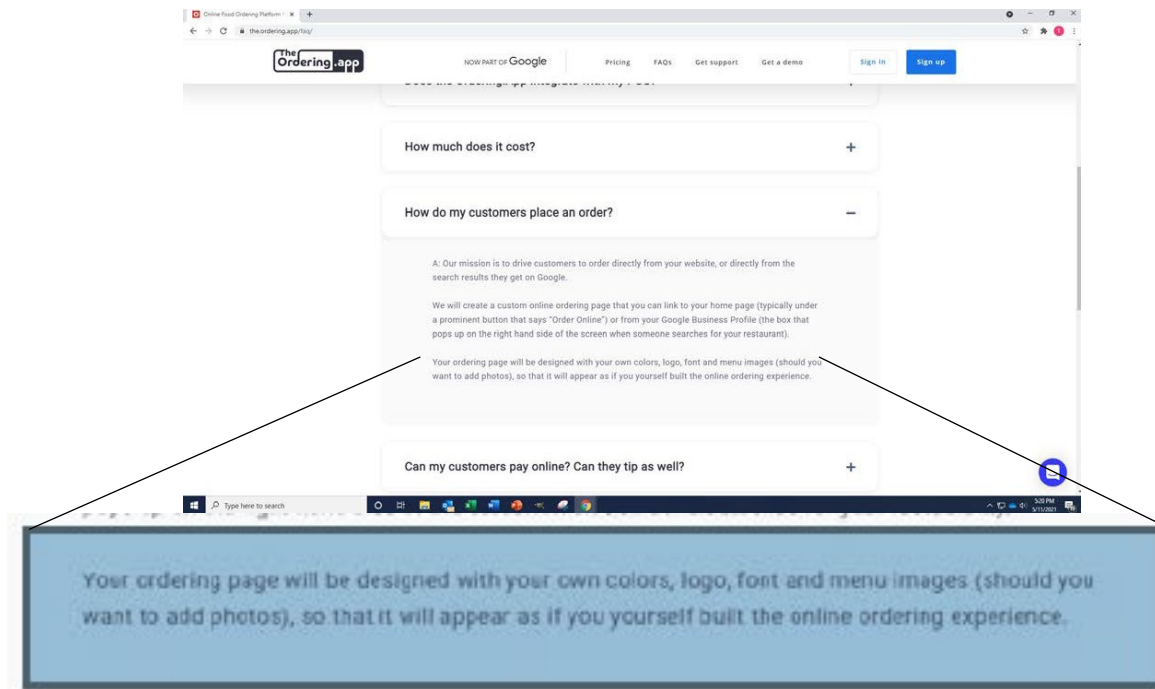 Online Food Ordering Platform
theordering.app/faq/
The Ordering.app
NOW PART OF Google
Pricing
FAQs
Get support
Get a demo
Sign in
Sign up
Does the Ordering.App integrate with my POS?
How much does it cost?
How do my customers place an order?
A: Our mission is to drive customers to order directly from your website, or directly from the
search results they get on Google.
We will create a custom online ordering page that you can link to your home page (typically under
a prominent button that says "Order Online") or from your Google Business Profile (the box that
pops up on the right hand side of the screen when someone searches for your restaurant).
Your ordering page will be designed with your own colors, logo, font and menu images (should you
want to add photos), so that it will appear as if you yourself built the online ordering experience.
Can my customers pay online? Can they tip as well?
Type here to search
5:20 PM
5/11/2021
Your ordering page will be designed with your own colors, logo, font and menu images (should you
want to add photos), so that it will appear as if you yourself built the online ordering experience.